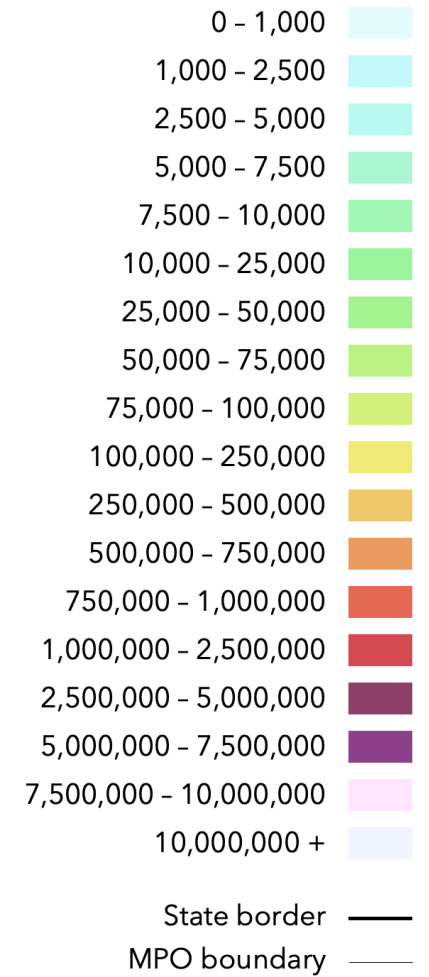 0 – 1,000
1,000 – 2,500
2,500 – 5,000
5,000 – 7,500
7,500 – 10,000
10,000 – 25,000
25,000 – 50,000
50,000 – 75,000
75,000 – 100,000
100,000 – 250,000
250,000 – 500,000
500,000 – 750,000
750,000 – 1,000,000
1,000,000 – 2,500,000
2,500,000 – 5,000,000
5,000,000 – 7,500,000
7,500,000 – 10,000,000
10,000,000 +
State border
MPO boundary